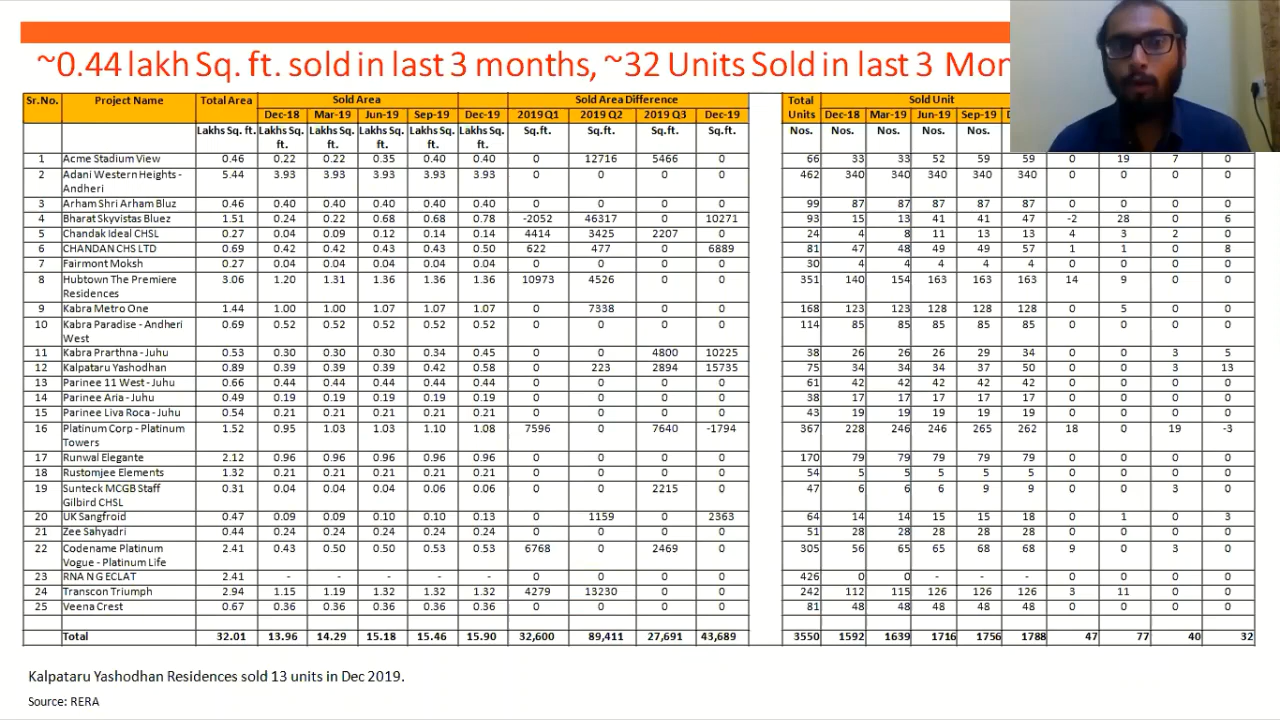 ~0.44 lakh Sq. ft. sold in last 3 months, ~32 Units Sold in last 3 Mon
Sr.No. Project Name Total Area Sold Area Sold Area Difference Total Units Sold Unit
Dec-18 Mar-19 Jun-19 Sep-19 Dec-19 2019 Q1 2019 Q2 2019 Q3 Dec-19 Dec-18 Mar-19 Jun-19 Sep-19
Lakhs Sq. ft. Lakhs Sq. ft. Lakhs Sq. ft. Lakhs Sq. ft. Lakhs Sq. ft. Lakhs Sq. ft. Sq.ft. Sq.ft. Sq.ft. Sq.ft. Nos. Nos. Nos. Nos. Nos.
1 Acme Stadium View 0.46 0.22 0.22 0.35 0.40 0.40 0 12716 5466 0 66 33 33 52 59 59 0 19 7 0
2 Adani Western Heights - Andheri 5.44 3.93 3.93 3.93 3.93 3.93 0 0 0 0 462 340 340 340 340 340 0 0 0 0
3 Arham Shri Arham Bluz 0.46 0.40 0.40 0.40 0.40 0.40 0 0 0 0 99 87 87 87 87 87 0 0 0 0
4 Bharat Skyvistas Bluez 1.51 0.24 0.22 0.68 0.68 0.78 -2052 46317 0 10271 93 15 13 41 41 47 -2 28 0 6
5 Chandak Ideal CHSL 0.27 0.04 0.09 0.12 0.14 0.14 4414 3425 2207 0 24 4 8 11 13 13 4 3 2 0
6 CHANDAN CHS LTD 0.69 0.42 0.42 0.43 0.43 0.50 622 477 0 6889 81 47 48 49 49 57 1 1 0 8
7 Fairmont Moksh 0.27 0.04 0.04 0.04 0.04 0.04 0 0 0 0 30 4 4 4 4 4 0 0 0 0
8 Hubtown The Premiere Residences 3.06 1.20 1.31 1.36 1.36 1.36 10973 4526 0 0 351 140 154 163 163 163 14 9 0 0
9 Kabra Metro One 1.44 1.00 1.00 1.07 1.07 1.07 0 7338 0 0 168 123 123 128 128 128 0 5 0 0
10 Kabra Paradise - Andheri West 0.69 0.52 0.52 0.52 0.52 0.52 0 0 0 0 114 85 85 85 85 85 0 0 0 0
11 Kabra Prarthna - Juhu 0.53 0.30 0.30 0.30 0.34 0.45 0 0 4800 10225 38 26 26 26 29 34 0 0 3 5
12 Kalpataru Yashodhan 0.89 0.39 0.39 0.39 0.42 0.58 0 223 2894 15735 75 34 34 34 37 50 0 0 3 13
13 Parinee 11 West - Juhu 0.66 0.44 0.44 0.44 0.44 0.44 0 0 0 0 61 42 42 42 42 42 0 0 0 0
14 Parinee Aria - Juhu 0.49 0.19 0.19 0.19 0.19 0.19 0 0 0 0 38 17 17 17 17 17 0 0 0 0
15 Parinee Liva Roca - Juhu 0.54 0.21 0.21 0.21 0.21 0.21 0 0 0 0 43 19 19 19 19 19 0 0 0 0
16 Platinum Corp - Platinum Towers 1.52 0.95 1.03 1.03 1.10 1.08 7596 0 7640 -1794 367 228 246 246 265 262 18 0 19 -3
17 Runwal Elegante 2.12 0.96 0.96 0.96 0.96 0.96 0 0 0 0 170 79 79 79 79 79 0 0 0 0
18 Rustomjee Elements 1.32 0.21 0.21 0.21 0.21 0.21 0 0 0 0 54 5 5 5 5 5 0 0 0 0
19 Sunteck MCGB Staff Gilbird CHSL 0.31 0.04 0.04 0.04 0.06 0.06 0 0 2215 0 47 6 6 6 9 9 0 0 3 0
20 UK Sangfroid 0.47 0.09 0.09 0.10 0.10 0.13 0 1159 0 2363 64 14 14 15 15 18 0 1 0 3
21 Zee Sahyadri 0.44 0.24 0.24 0.24 0.24 0.24 0 0 0 0 51 28 28 28 28 28 0 0 0 0
22 Codename Platinum Vogue - Platinum Life 2.41 0.43 0.50 0.50 0.53 0.53 6768 0 2469 0 305 56 65 65 68 68 9 0 3 0
23 RNA N G ECLAT 2.41 - - - - - 0 0 0 0 426 0 0 - - - 0 0 0 0
24 Transcon Triumph 2.94 1.15 1.19 1.32 1.32 1.32 4279 13230 0 0 242 112 115 126 126 126 3 11 0 0
25 Veena Crest 0.67 0.36 0.36 0.36 0.36 0.36 0 0 0 0 81 48 48 48 48 48 0 0 0 0
Total 32.01 13.96 14.29 15.18 15.46 15.90 32,600 89,411 27,691 43,689 3550 1592 1639 1716 1756 1788 47 77 40 32
Kalpataru Yashodhan Residences sold 13 units in Dec 2019.
Source: RERA